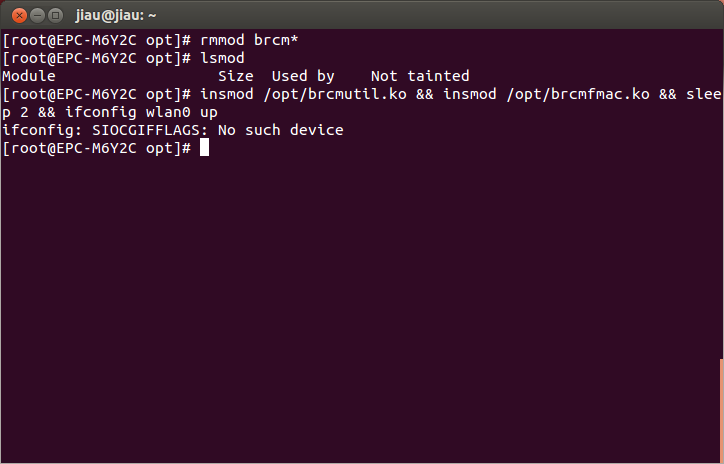 jiau@jiau: ~
[root@EPC-M6Y2C opt]# rmmod brcm*
[root@EPC-M6Y2C opt]# lsmod
Module                  Size  Used by    Not tainted
[root@EPC-M6Y2C opt]# insmod /opt/brcmutil.ko && insmod /opt/brcmfmac.ko && slee
p 2 && ifconfig wlan0 up
ifconfig: SIOCGIFFLAGS: No such device
[root@EPC-M6Y2C opt]#